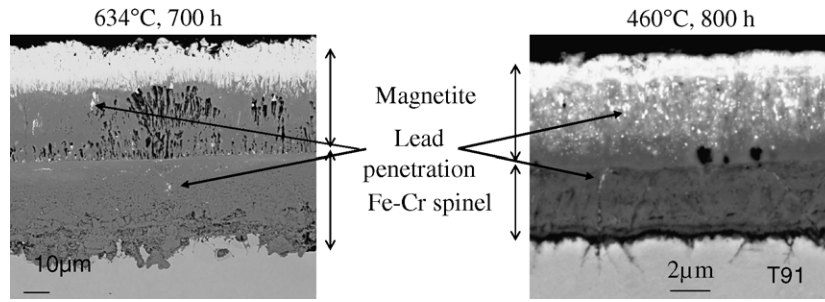 634°C, 700 h
460°C, 800 h
Magnetite
Lead
penetration
Fe-Cr spinel
10µm
2µm
T91